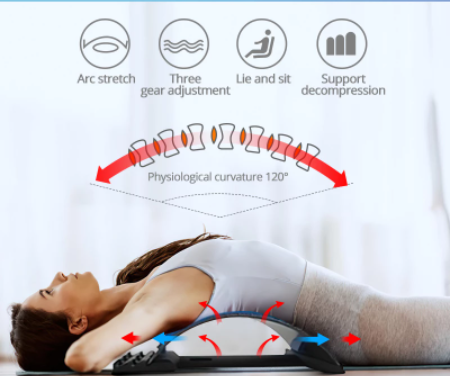 Arc stretch
Three
gear adjustment
Lie and sit
Support
decompression
Physiological curvature 120°